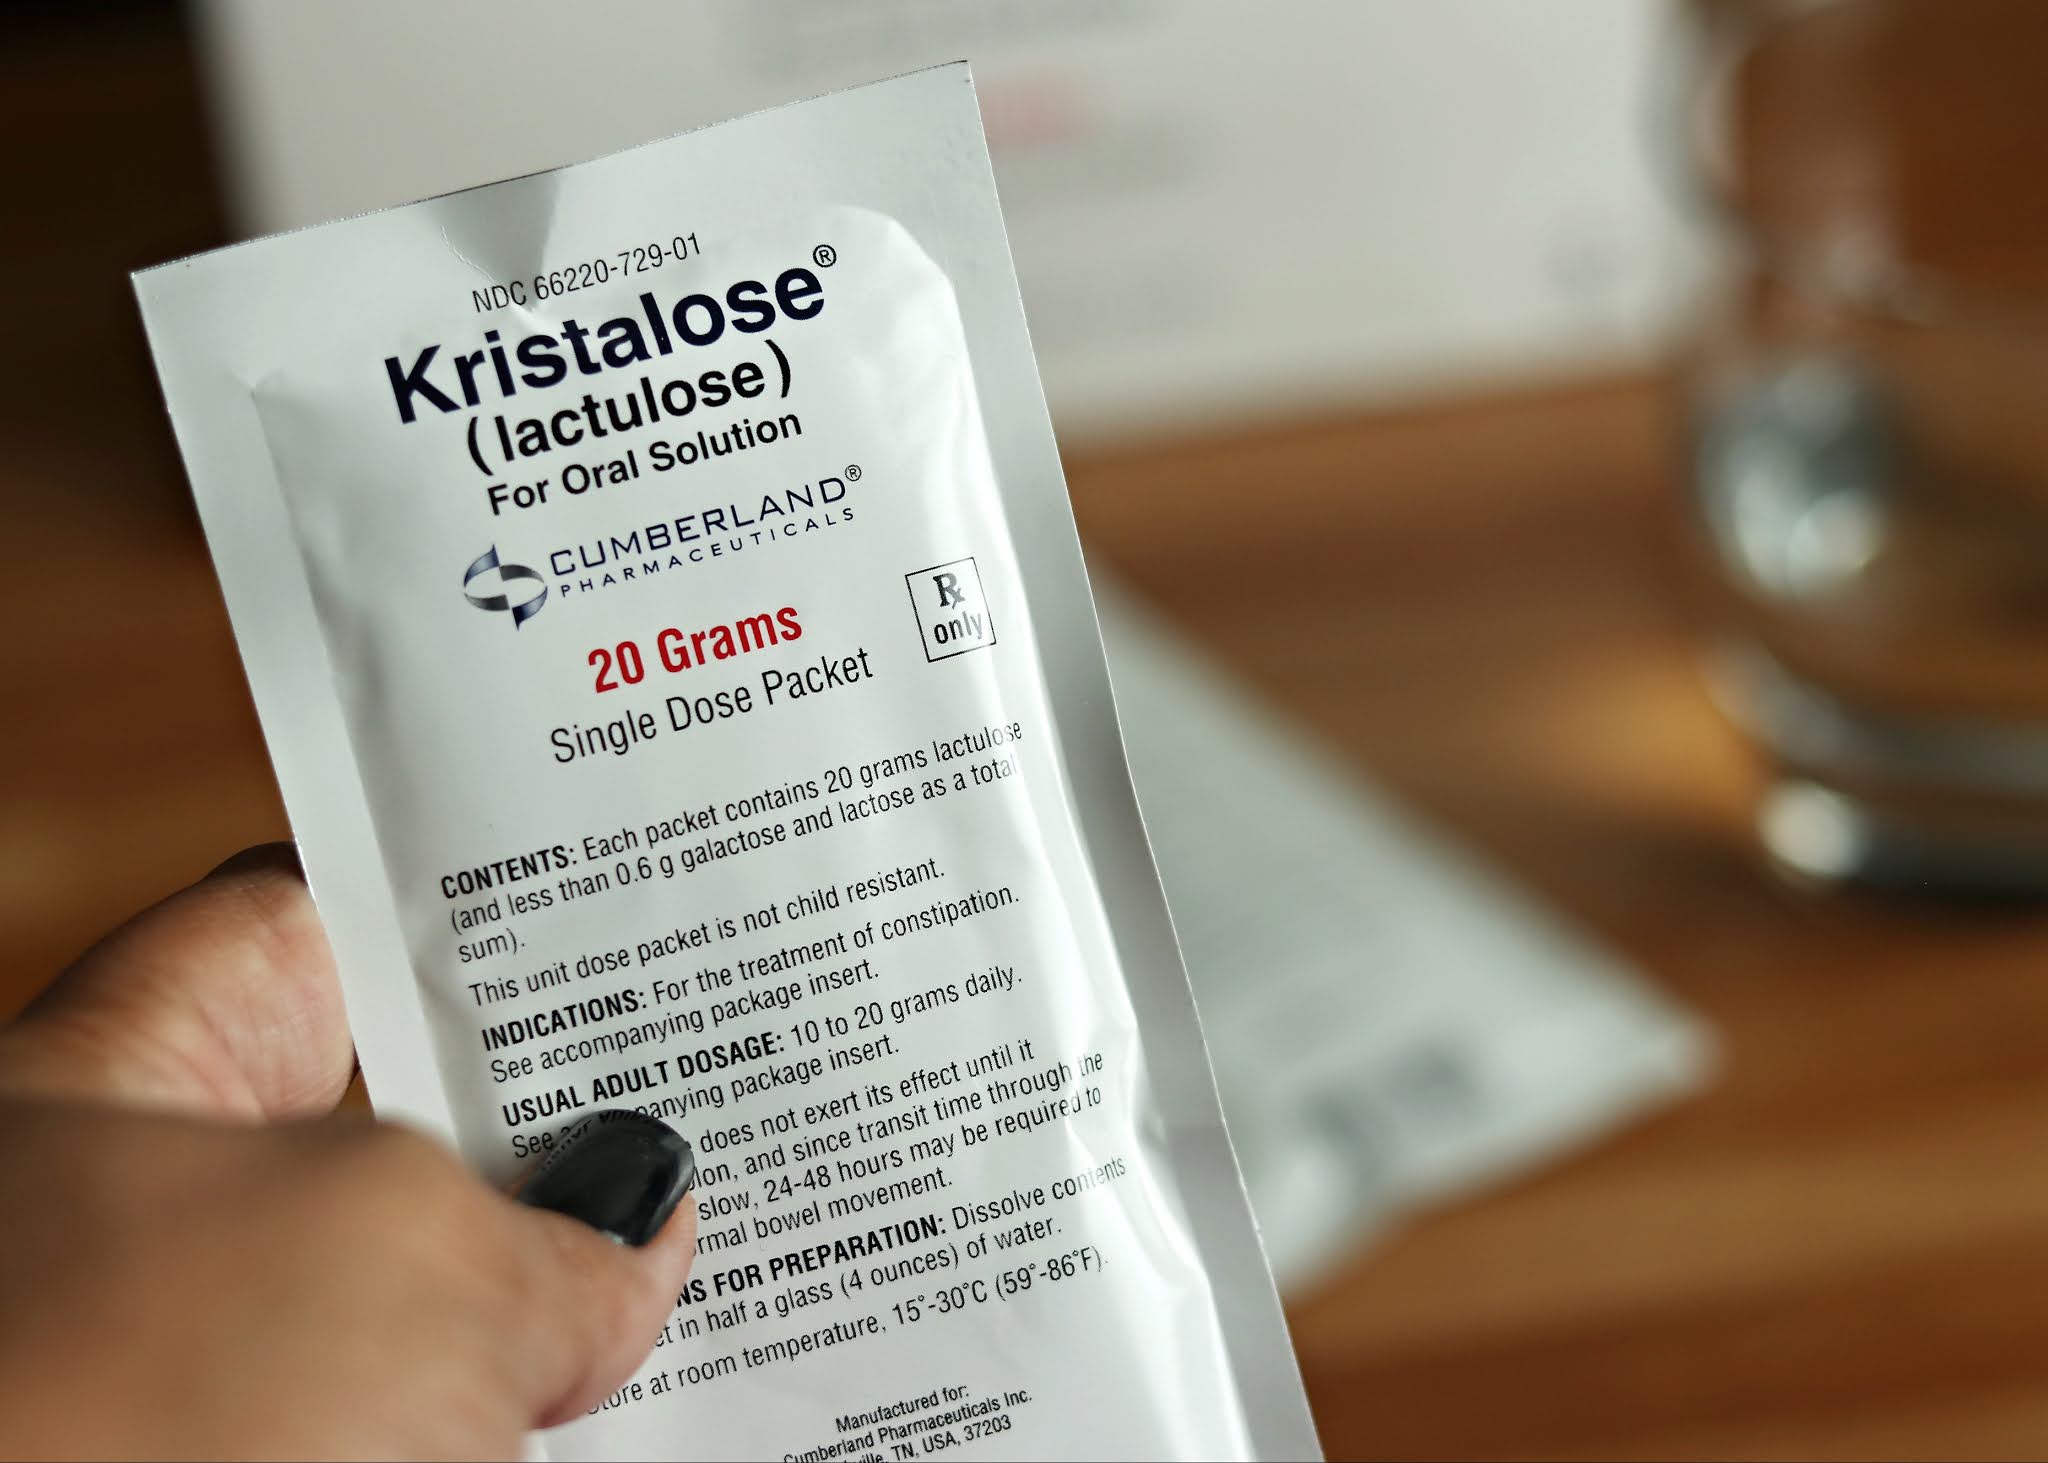 NDC 66220-729-01
Kristalose®
(lactulose)
For Oral Solution
CUMBERLAND®
PHARMACEUTICALS
Rx
only
20 Grams
Single Dose Packet
CONTENTS: Each packet contains 20 grams lactulose
(and less than 0.6 g galactose and lactose as a total
sum).
This unit dose packet is not child resistant.
INDICATIONS: For the treatment of constipation.
See accompanying package insert.
USUAL ADULT DOSAGE: 10 to 20 grams daily.
See package insert.
does not exert its effect until it
and since transit time through the
slow, 24-48 hours may be required to
bowel movement.
FOR PREPARATION: Dissolve contents
in half a glass (4 ounces) of water.
at room temperature, 15°-30°C (59°-86°F).
Manufactured for:
Cumberland Pharmaceuticals Inc.
TN, USA, 37203